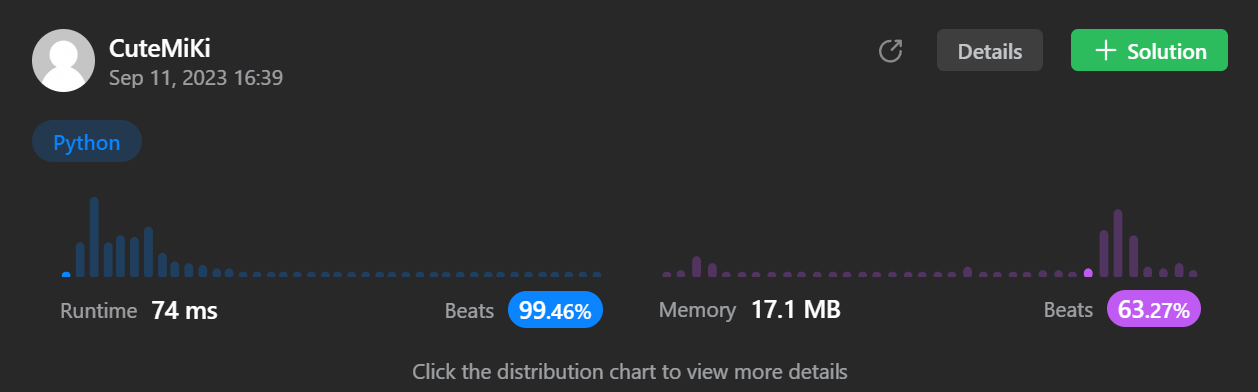 CuteMiKi
Sep 11, 2023 16:39
Details
+ Solution
Python
Runtime 74 ms Beats 99.46%
Memory 17.1 MB Beats 63.27%
Click the distribution chart to view more details